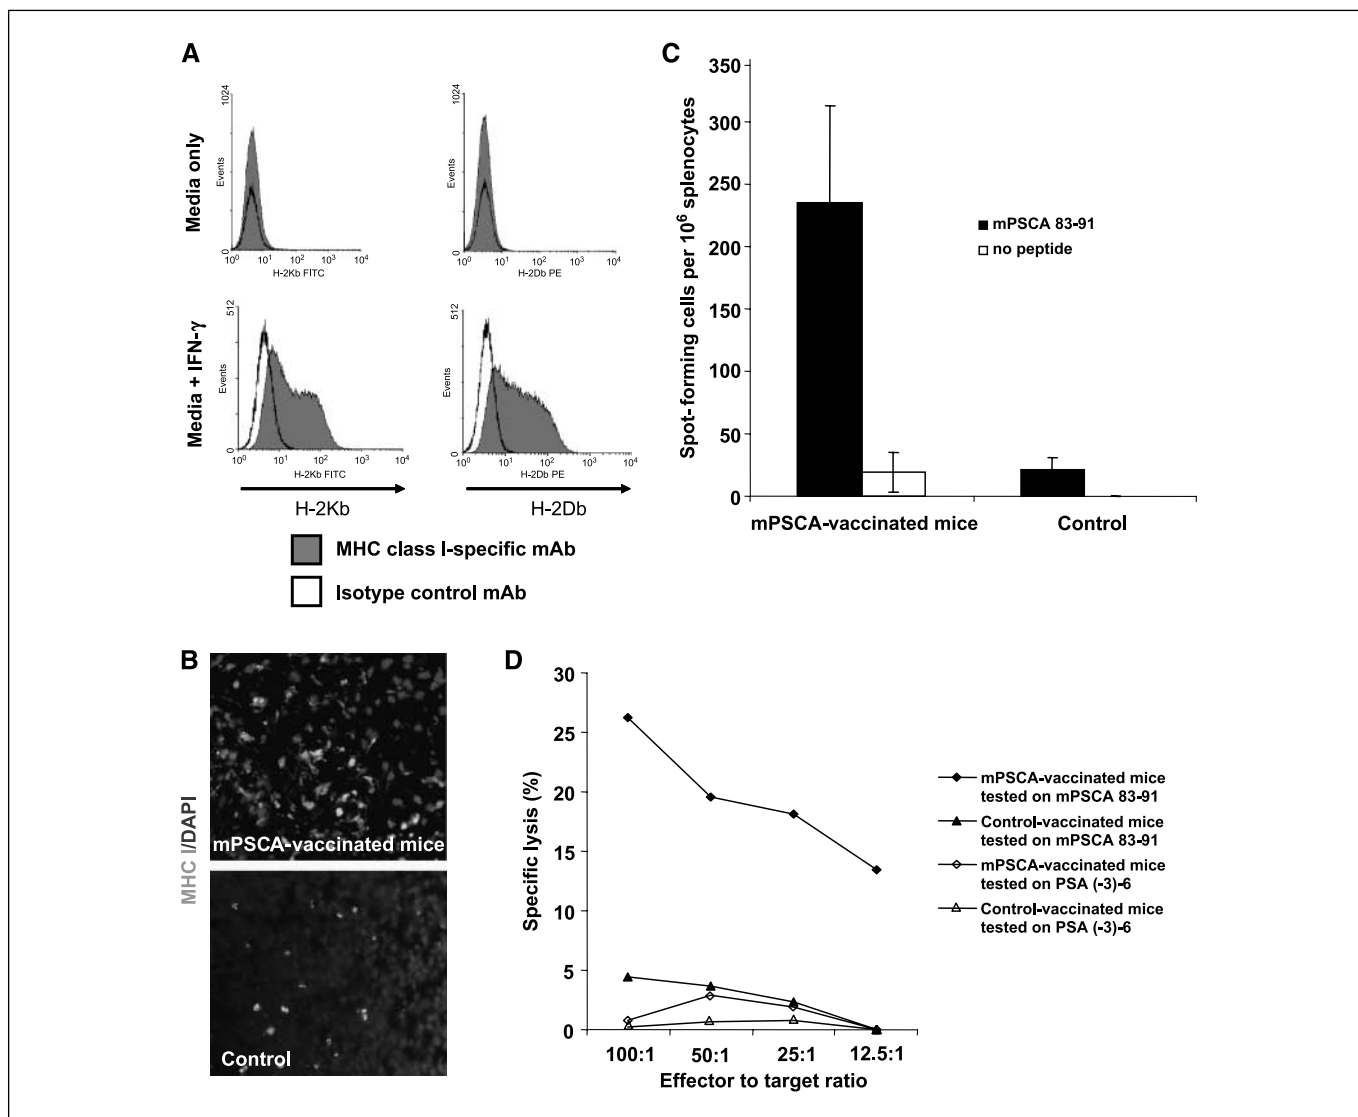 A
Media only
1024
Events
0
10^0 10^1 10^2 10^3 10^4
H-2Kb FITC
1024
Events
0
10^0 10^1 10^2 10^3 10^4
H-2Db PE
Media + IFN-γ
512
Events
0
10^0 10^1 10^2 10^3 10^4
H-2Kb FITC
512
Events
0
10^0 10^1 10^2 10^3 10^4
H-2Db PE
H-2Kb
H-2Db
MHC class I-specific mAb
Isotype control mAb
B
MHC I/DAPI
mPSCA-vaccinated mice
Control
C
Spot-forming cells per 10^6 splenocytes
350
300
250
200
150
100
50
0
mPSCA 83-91
no peptide
mPSCA-vaccinated mice
Control
D
Specific lysis (%)
30
25
20
15
10
5
0
100:1 50:1 25:1 12.5:1
Effector to target ratio
mPSCA-vaccinated mice
tested on mPSCA 83-91
Control-vaccinated mice
tested on mPSCA 83-91
mPSCA-vaccinated mice
tested on PSA (-3)-6
Control-vaccinated mice
tested on PSA (-3)-6